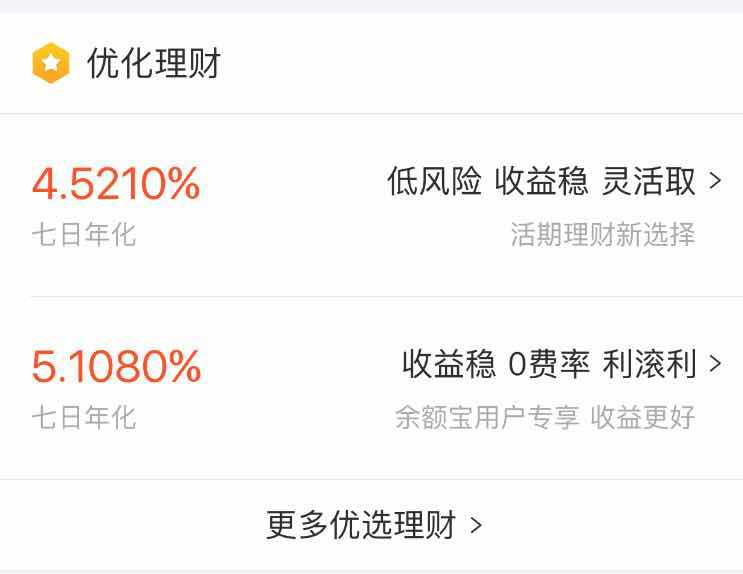 优化理财
4.5210% 低风险 收益稳 灵活取 >
七日年化 活期理财新选择
5.1080% 收益稳 0费率 利滚利 >
七日年化 余额宝用户专享 收益更好
更多优选理财 >